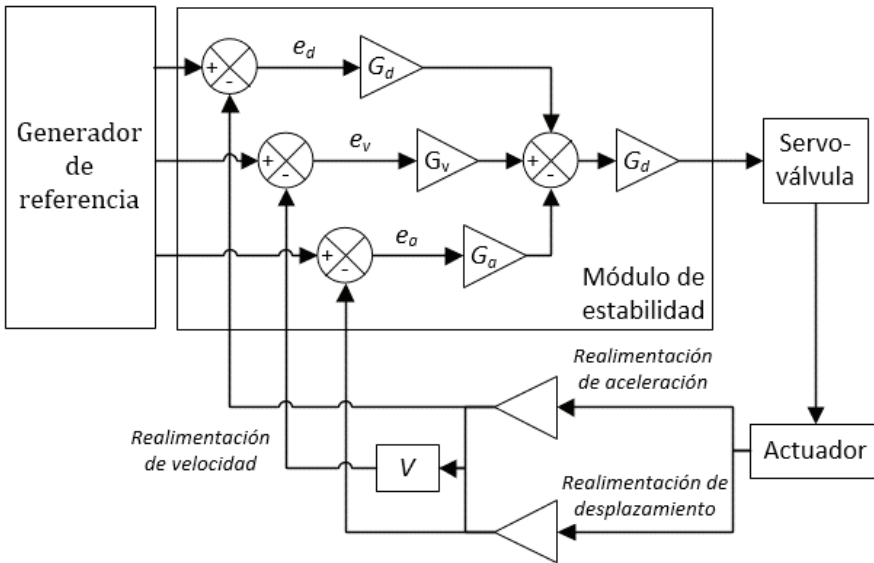 Generador
de
referencia
+
-
e_d
G_d
+
-
e_v
G_v
+
-
G_d
+
-
e_a
G_a
Módulo de
estabilidad
Servo-
válvula
Realimentación
de aceleración
Realimentación
de velocidad
V
Actuador
Realimentación de
desplazamiento